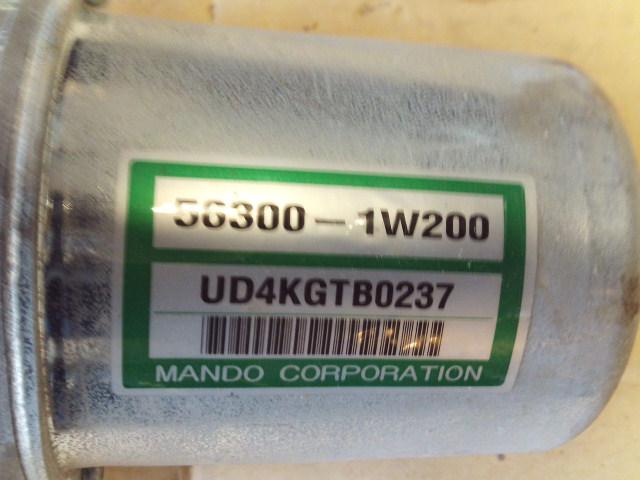 56300-1W200
UD4KGTB0237
MANDO CORPORATION